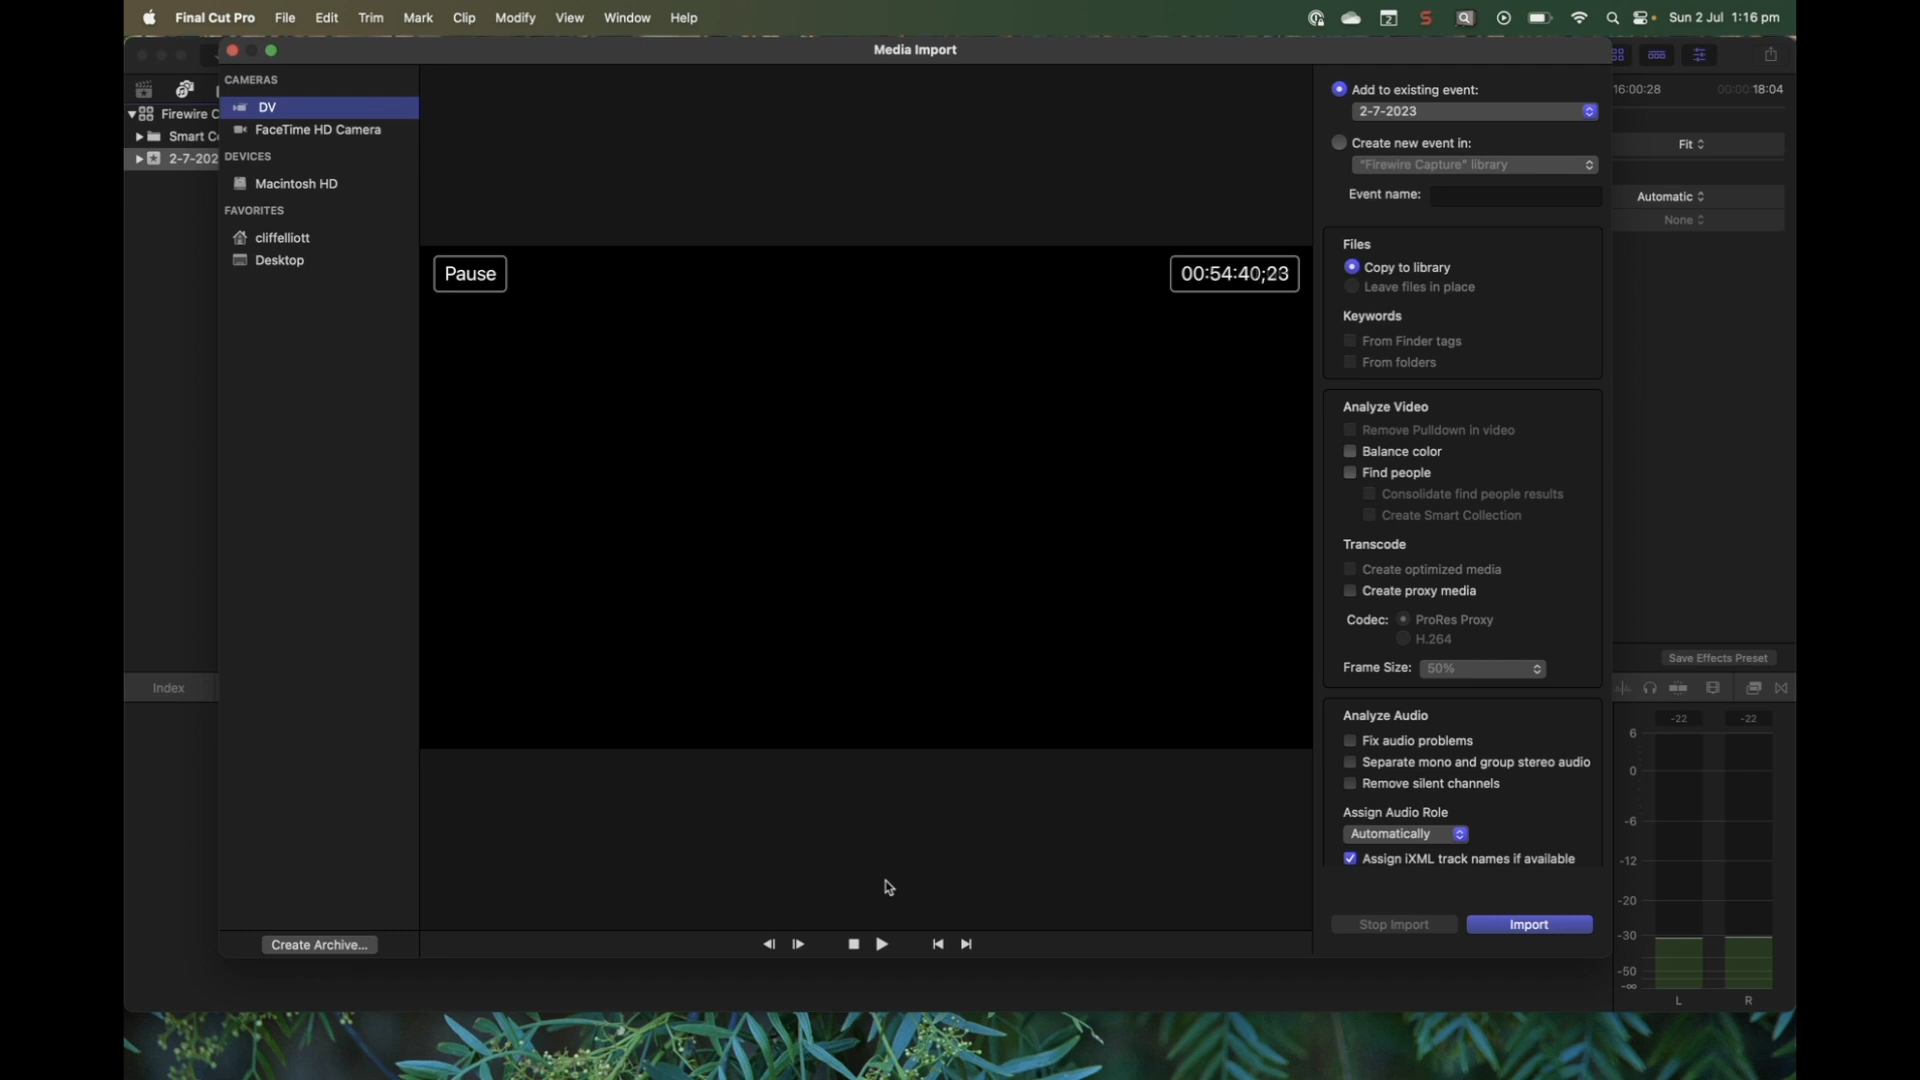 Final Cut Pro File Edit Trim Mark Clip Modify View Window Help 2 S Sun 2 Jul 1:16 pm
Media Import
CAMERAS
DV
FaceTime HD Camera
DEVICES
Macintosh HD
FAVORITES
cliffelliott
Desktop
Create Archive...
Firewire C
Smart Co
2-7-202
Index
Pause
00:54:40;23
Add to existing event:
2-7-2023
Create new event in:
"Firewire Capture" library
Event name:
Files
Copy to library
Leave files in place
Keywords
From Finder tags
From folders
Analyze Video
Remove Pulldown in video
Balance color
Find people
Consolidate find people results
Create Smart Collection
Transcode
Create optimized media
Create proxy media
Codec: ProRes Proxy
H.264
Frame Size: 50%
Analyze Audio
Fix audio problems
Separate mono and group stereo audio
Remove silent channels
Assign Audio Role
Automatically
Assign iXML track names if available
Stop Import Import
16:00:28 00:00:18:04
Fit
Automatic
None
Save Effects Preset
-22 -22
6
0
-6
-12
-20
-30
-50
-∞
L R